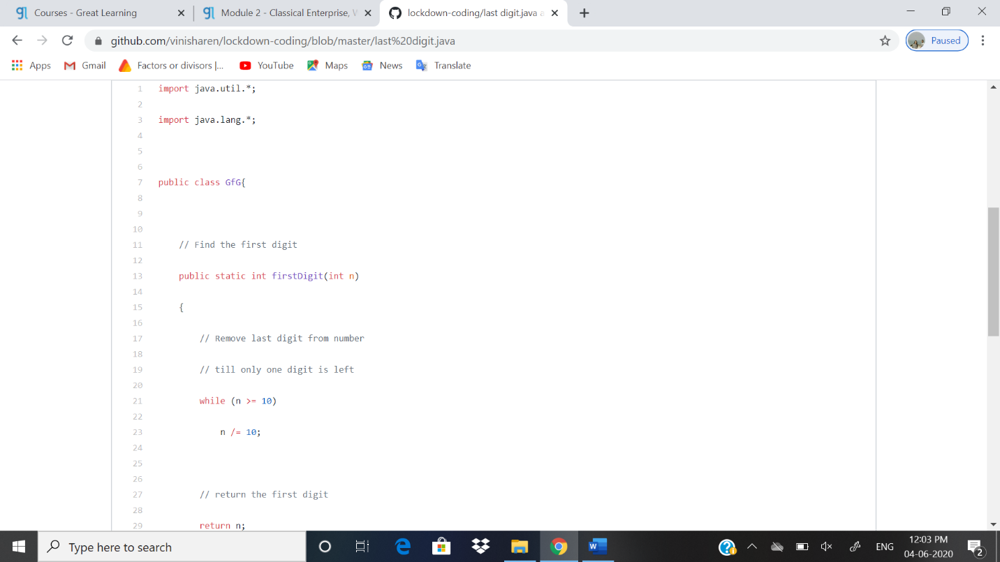 Courses - Great Learning
Module 2 - Classical Enterprise, W
lockdown-coding/last digit.java a
github.com/vinisharen/lockdown-coding/blob/master/last%20digit.java
Paused
Apps Gmail Factors or divisors |... YouTube Maps News Translate
1 import java.util.*;
2
3 import java.lang.*;
4
5
6
7 public class GfG{
8
9
10
11 // Find the first digit
12
13 public static int firstDigit(int n)
14
15 {
16
17 // Remove last digit from number
18
19 // till only one digit is left
20
21 while (n >= 10)
22
23 n /= 10;
24
25
26
27 // return the first digit
28
29 return n;
Type here to search
ENG
12:03 PM
04-06-2020
2